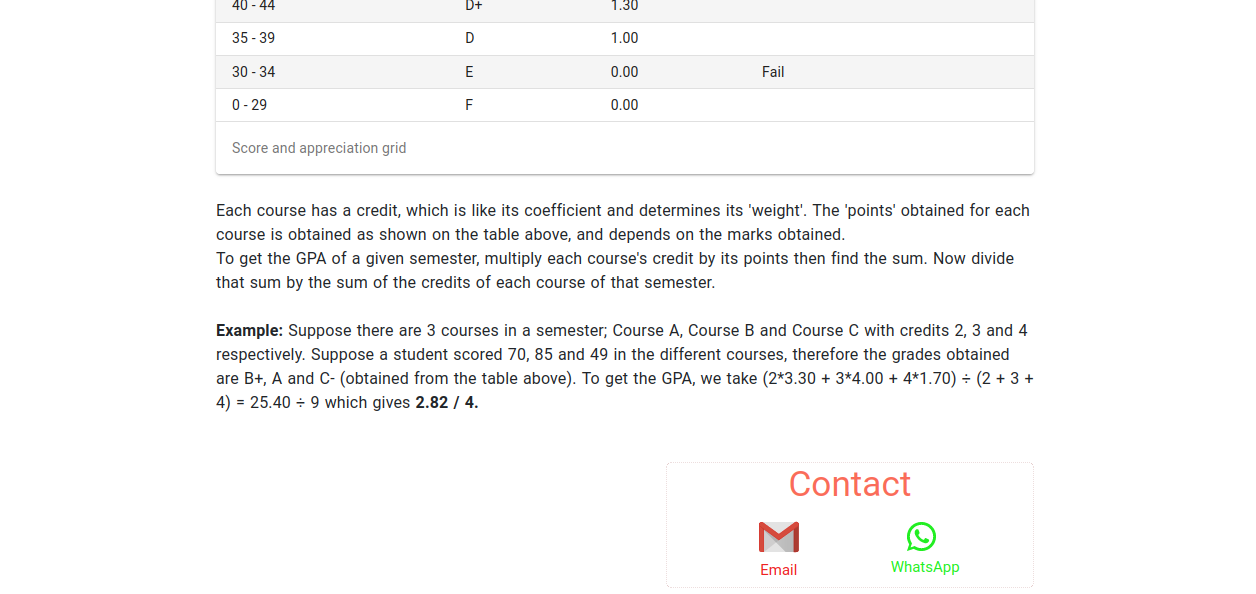 40 - 44 D+ 1.30
35 - 39 D 1.00
30 - 34 E 0.00 Fail
0 - 29 F 0.00
Score and appreciation grid
Each course has a credit, which is like its coefficient and determines its 'weight'. The 'points' obtained for each
course is obtained as shown on the table above, and depends on the marks obtained.
To get the GPA of a given semester, multiply each course's credit by its points then find the sum. Now divide
that sum by the sum of the credits of each course of that semester.
Example: Suppose there are 3 courses in a semester; Course A, Course B and Course C with credits 2, 3 and 4
respectively. Suppose a student scored 70, 85 and 49 in the different courses, therefore the grades obtained
are B+, A and C- (obtained from the table above). To get the GPA, we take (2*3.30 + 3*4.00 + 4*1.70) ÷ (2 + 3 +
4) = 25.40 ÷ 9 which gives 2.82 / 4.
Contact
Email WhatsApp